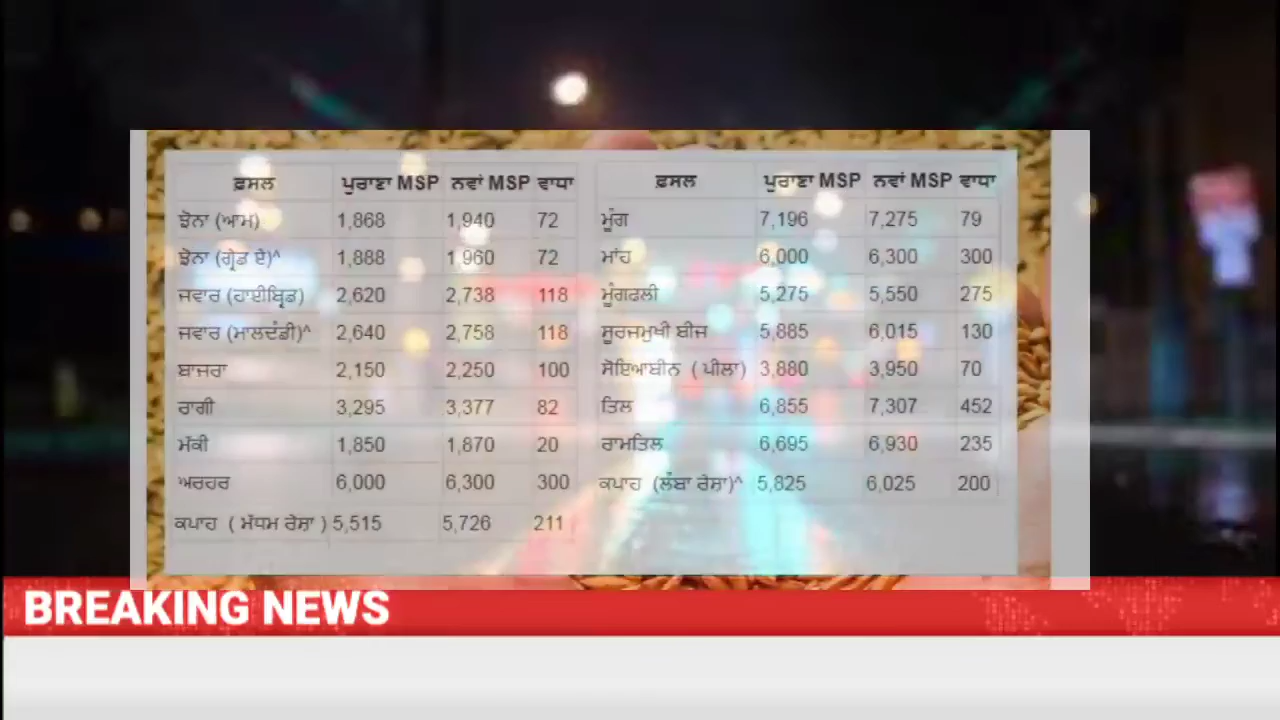 ਫ਼ਸਲ ਪੁਰਾਣਾ MSP ਨਵਾਂ MSP ਵਾਧਾ
ਝੋਨਾ (ਆਮ) 1,868 1,940 72
ਝੋਨਾ (ਗ੍ਰੇਡ ਏ)^ 1,888 1,960 72
ਜਵਾਰ (ਹਾਈਬ੍ਰਿਡ) 2,620 2,738 118
ਜਵਾਰ (ਮਾਲਦੰਡੀ)^ 2,640 2,758 118
ਬਾਜਰਾ 2,150 2,250 100
ਰਾਗੀ 3,295 3,377 82
ਮੱਕੀ 1,850 1,870 20
ਅਰਹਰ 6,000 6,300 300
ਕਪਾਹ ( ਮੱਧਮ ਰੇਸ਼ਾ ) 5,515 5,726 211
ਫ਼ਸਲ ਪੁਰਾਣਾ MSP ਨਵਾਂ MSP ਵਾਧਾ
ਮੂੰਗ 7,196 7,275 79
ਮਾਂਹ 6,000 6,300 300
ਮੂੰਗਫਲੀ 5,275 5,550 275
ਸੂਰਜਮੁਖੀ ਬੀਜ 5,885 6,015 130
ਸੋਇਆਬੀਨ ( ਪੀਲਾ) 3,880 3,950 70
ਤਿਲ 6,855 7,307 452
ਰਾਮਤਿਲ 6,695 6,930 235
ਕਪਾਹ (ਲੰਬਾ ਰੇਸ਼ਾ)^ 5,825 6,025 200
BREAKING NEWS